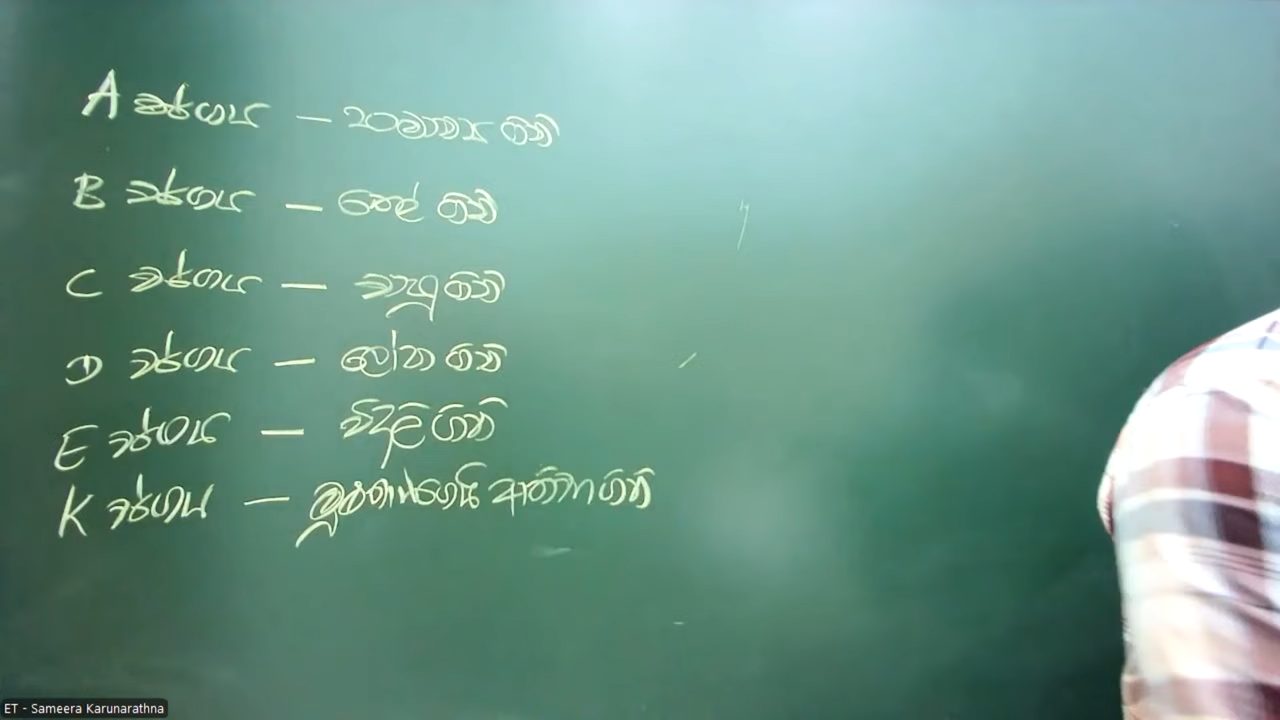 A වර්ගය – සාමාන්‍ය ගිනි
B වර්ගය – තෙල් ගිනි
C වර්ගය – වායු ගිනි
D වර්ගය – ලෝහ ගිනි
E වර්ගය – විදුලි ගිනි
K වර්ගය – මුළුතැන්ගෙයි ආශ්‍රිත ගිනි
ET - Sameera Karunarathna